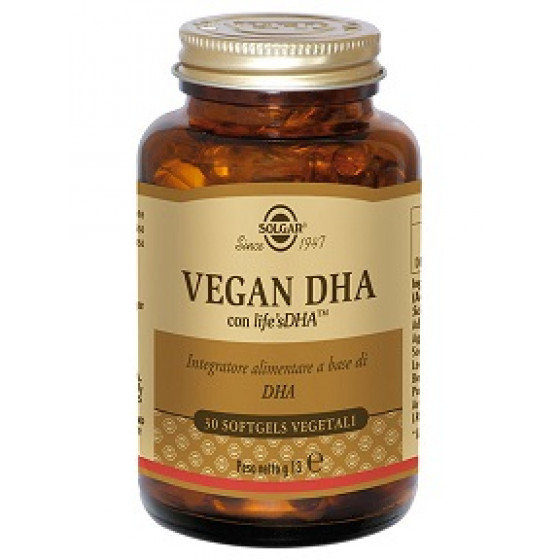 SOLGAR®
Since 1947
VEGAN DHA
con life'sDHA™
Integratore alimentare a base di
DHA
30 SOFTGELS VEGETALI
Peso netto g 13 e